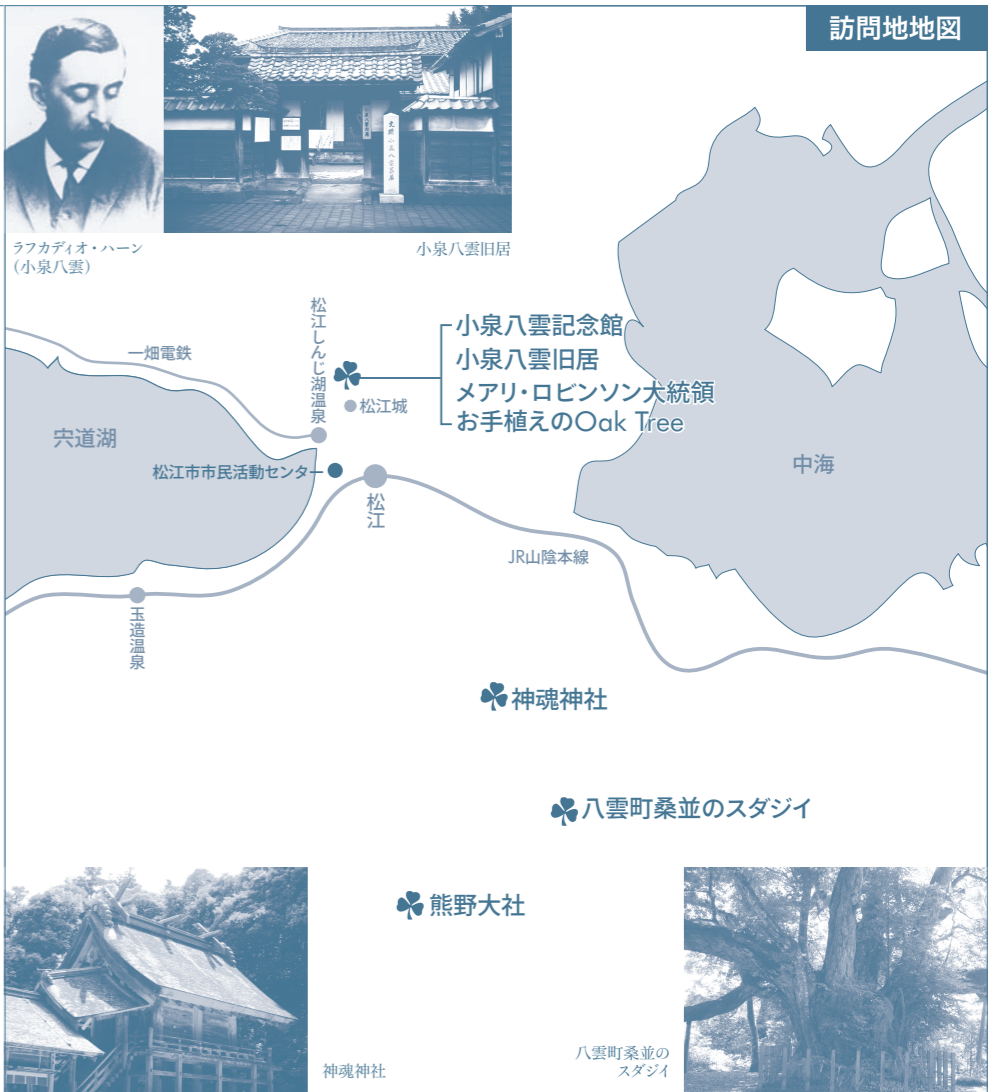 訪問地地図
ラフカディオ・ハーン
(小泉八雲)
小泉八雲旧居
松江しんじ湖温泉
一畑電鉄
小泉八雲記念館
小泉八雲旧居
メアリ・ロビンソン大統領
お手植えのOak Tree
松江城
宍道湖
松江市市民活動センター
松江
中海
JR山陰本線
玉造温泉
神魂神社
八雲町桑並のスダジイ
熊野大社
神魂神社
八雲町桑並の
スダジイ